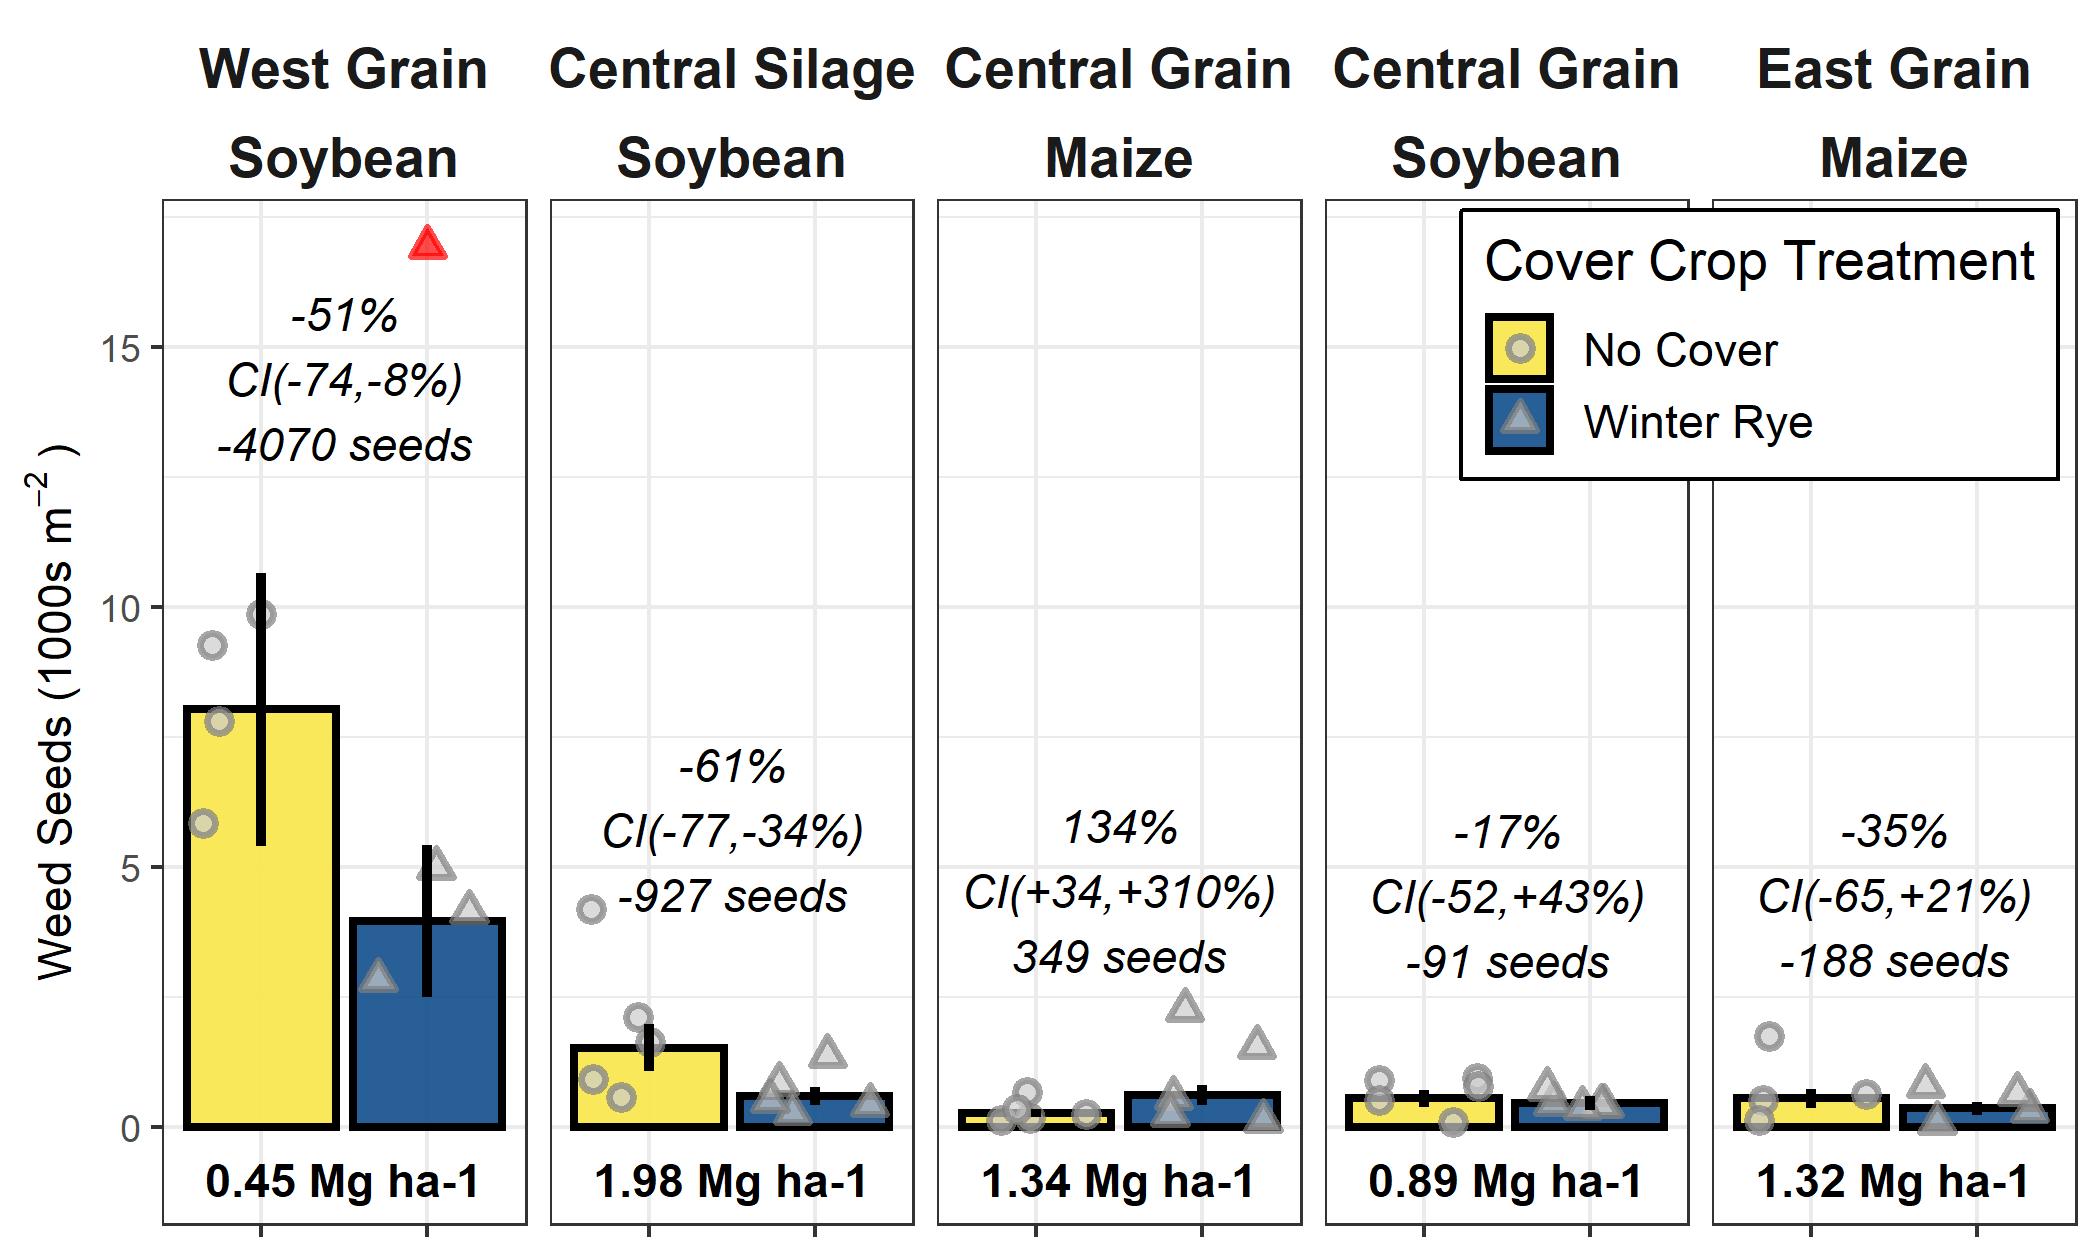 West Grain
Soybean
Central Silage
Soybean
Central Grain
Maize
Central Grain
Soybean
East Grain
Maize
Weed Seeds (1000s m⁻²)
15
10
5
0
-51%
CI(-74,-8%)
-4070 seeds
0.45 Mg ha-1
-61%
CI(-77,-34%)
-927 seeds
1.98 Mg ha-1
134%
CI(+34,+310%)
349 seeds
1.34 Mg ha-1
-17%
CI(-52,+43%)
-91 seeds
0.89 Mg ha-1
-35%
CI(-65,+21%)
-188 seeds
1.32 Mg ha-1
Cover Crop Treatment
No Cover
Winter Rye